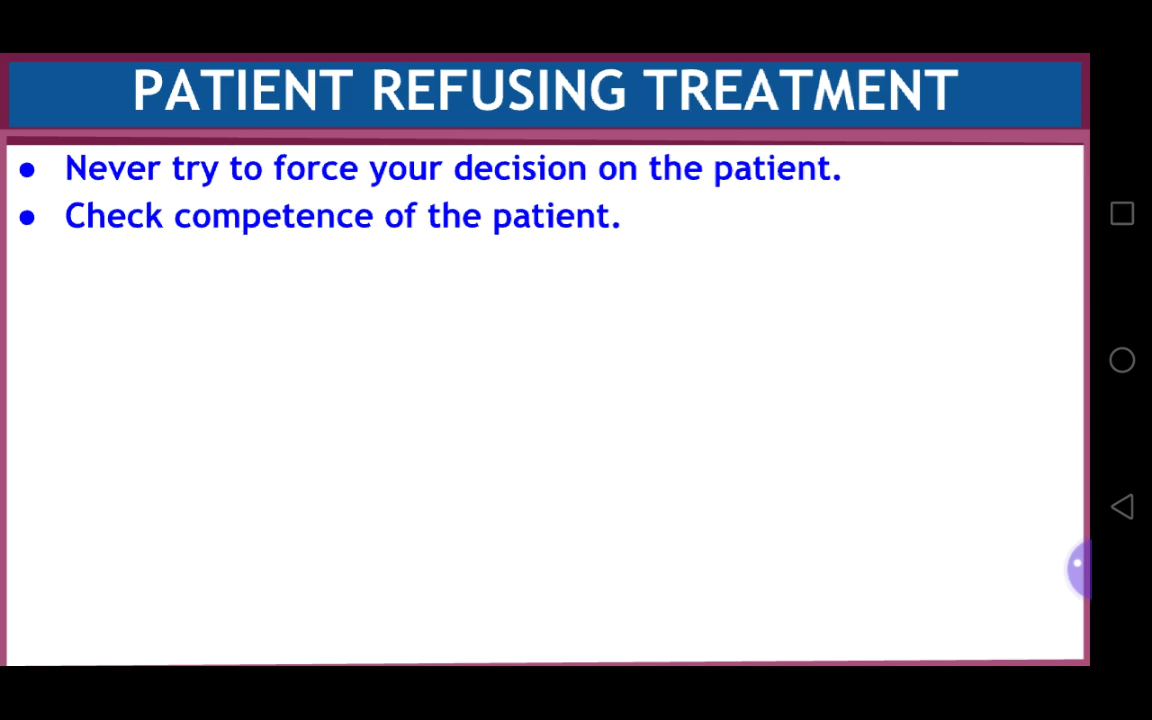 PATIENT REFUSING TREATMENT
● Never try to force your decision on the patient.
● Check competence of the patient.